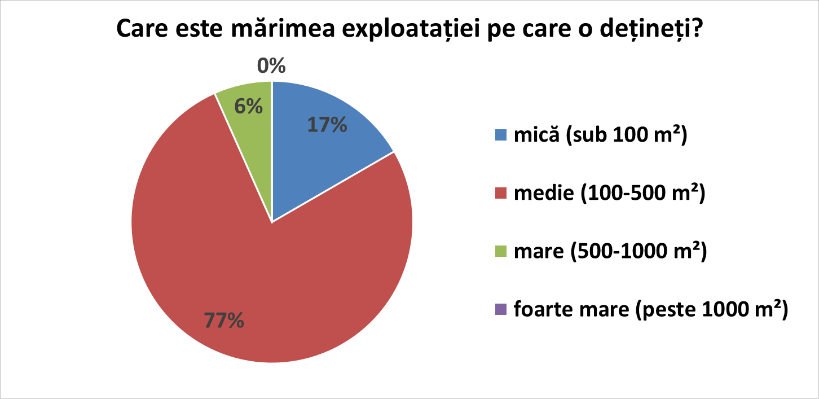 Care este mărimea exploatației pe care o dețineți?
0%
6%
17%
77%
mică (sub 100 m²)
medie (100-500 m²)
mare (500-1000 m²)
foarte mare (peste 1000 m²)